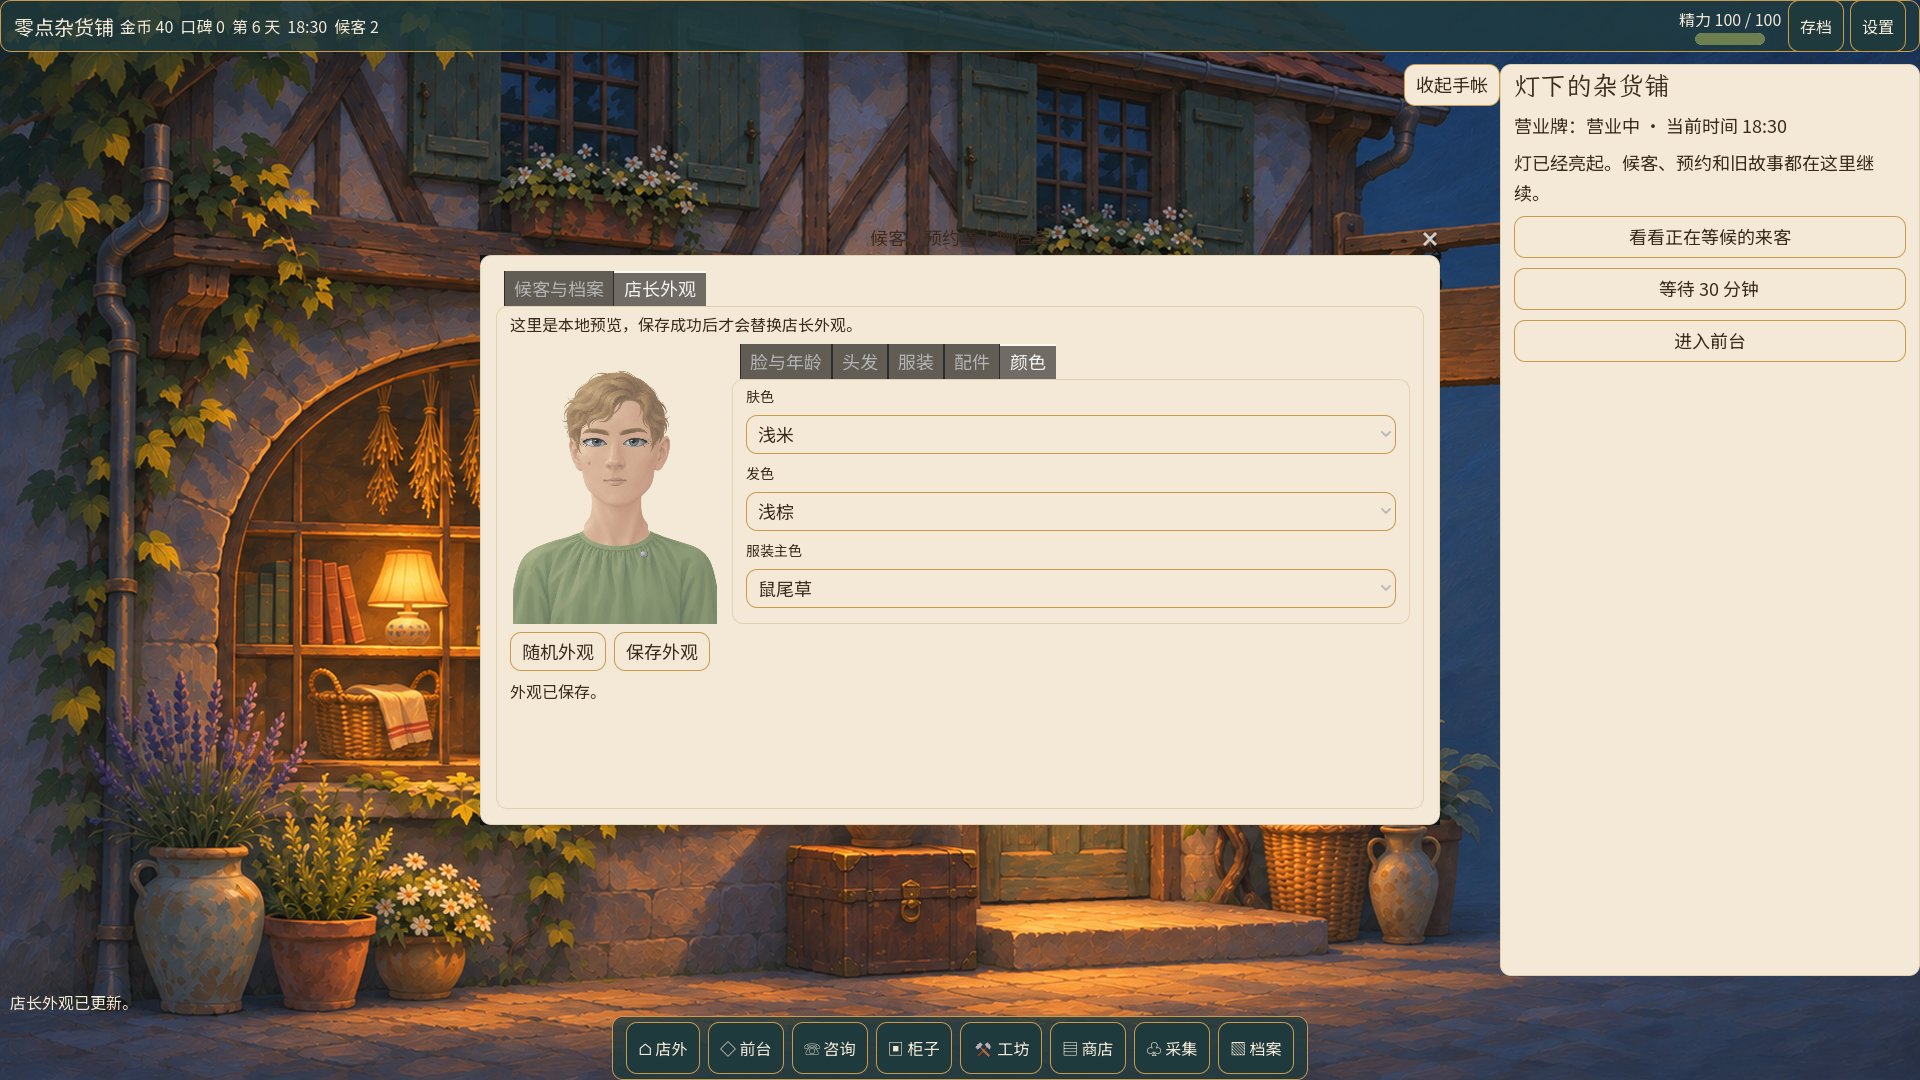 零点杂货铺 金币 40 口碑 0 第 6 天 18:30 候客 2
精力 100 / 100
存档
设置
收起手帐
灯下的杂货铺
营业牌：营业中 · 当前时间 18:30
灯已经亮起。候客、预约和旧故事都在这里继
续。
看看正在等候的来客
等待 30 分钟
进入前台
候客 预约
候客与档案
店长外观
这里是本地预览，保存成功后才会替换店长外观。
脸与年龄
头发
服装
配件
颜色
肤色
浅米
发色
浅棕
服装主色
鼠尾草
随机外观
保存外观
外观已保存。
店长外观已更新。
店外
前台
咨询
柜子
工坊
商店
采集
档案